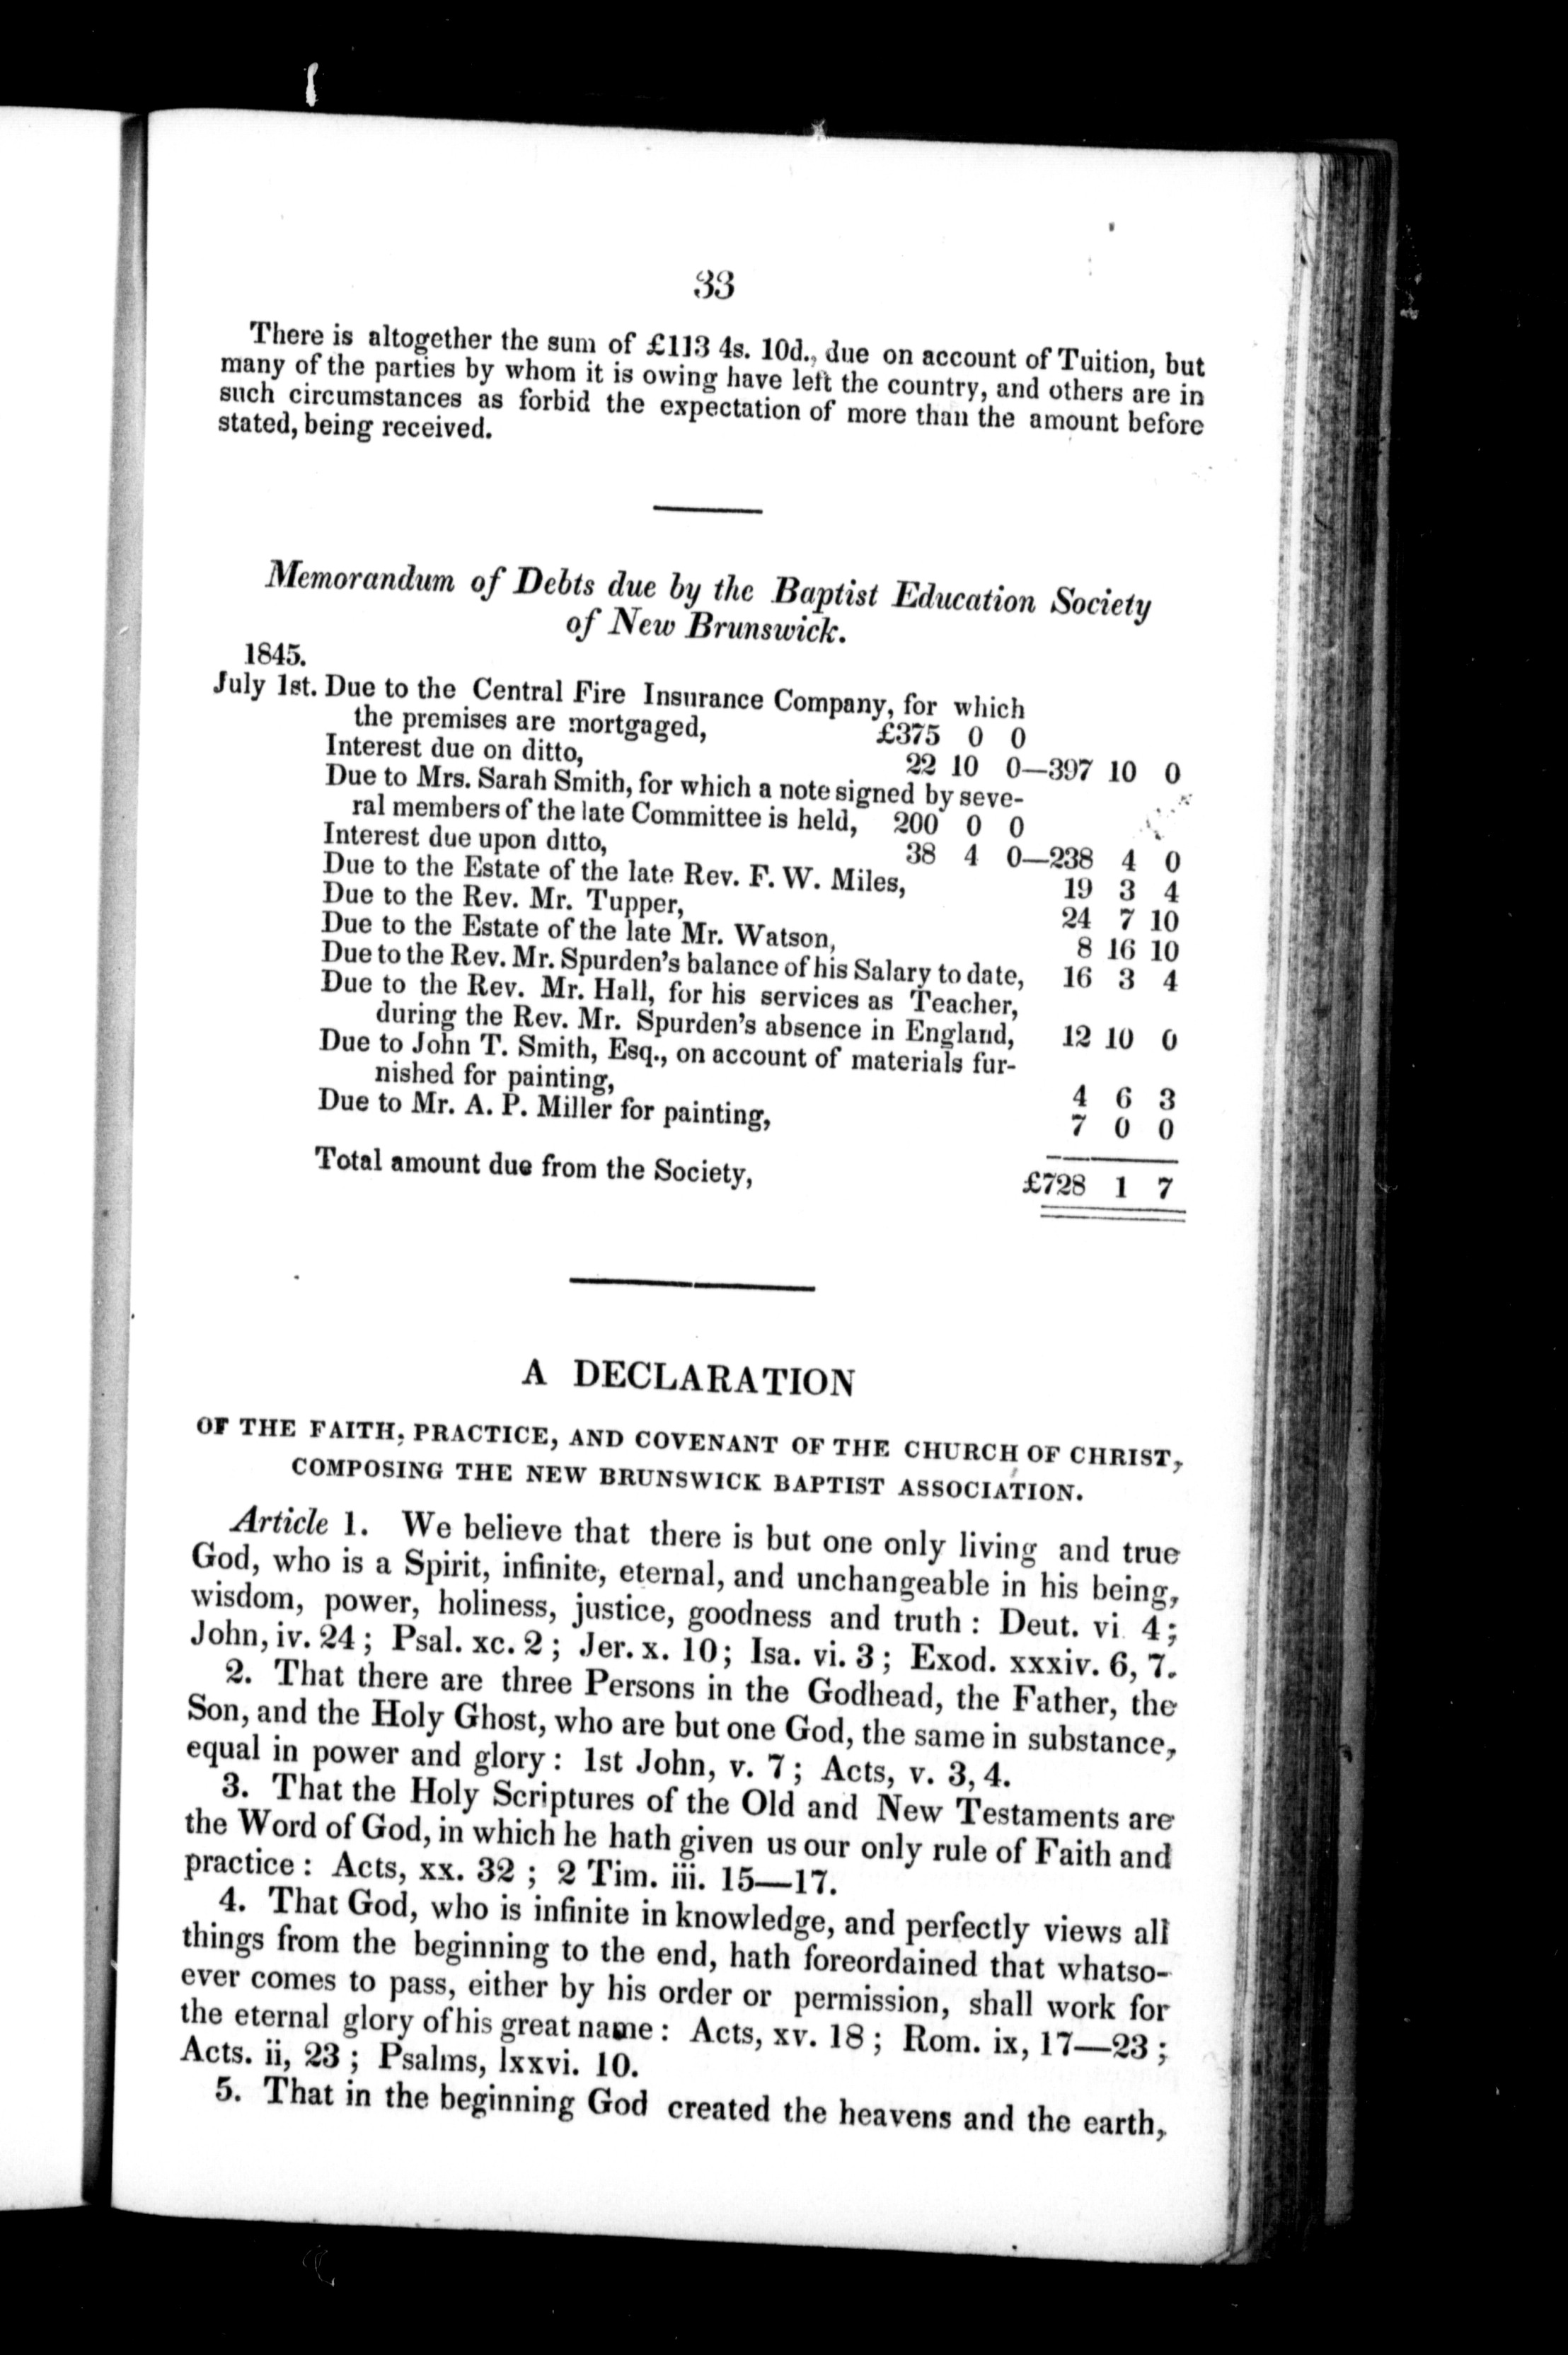 33
There is altogether the sum of £113 4s. 10d., due on account of Tuition, but
many of the parties by whom it is owing have left the country, and others are in
such circumstances as forbid the expectation of more than the amount before
stated, being received.
Memorandum of Debts due by the Baptist Education Society
of New Brunswick.
1845.
July 1st. Due to the Central Fire Insurance Company, for which
the premises are mortgaged, £375 0 0
Interest due on ditto, 22 10 0—397 10 0
Due to Mrs. Sarah Smith, for which a note signed by seve-
ral members of the late Committee is held, 200 0 0
Interest due upon ditto, 38 4 0—238 4 0
Due to the Estate of the late Rev. F. W. Miles, 19 3 4
Due to the Rev. Mr. Tupper, 24 7 10
Due to the Estate of the late Mr. Watson, 8 16 10
Due to the Rev. Mr. Spurden's balance of his Salary to date, 16 3 4
Due to the Rev. Mr. Hall, for his services as Teacher,
during the Rev. Mr. Spurden's absence in England, 12 10 0
Due to John T. Smith, Esq., on account of materials fur-
nished for painting, 4 6 3
Due to Mr. A. P. Miller for painting, 7 0 0
Total amount due from the Society, £728 1 7
A DECLARATION
OF THE FAITH, PRACTICE, AND COVENANT OF THE CHURCH OF CHRIST,
COMPOSING THE NEW BRUNSWICK BAPTIST ASSOCIATION.
Article 1. We believe that there is but one only living and true
God, who is a Spirit, infinite, eternal, and unchangeable in his being,
wisdom, power, holiness, justice, goodness and truth : Deut. vi 4 ;
John, iv. 24 ; Psal. xc. 2 ; Jer. x. 10 ; Isa. vi. 3 ; Exod. xxxiv. 6, 7.
2. That there are three Persons in the Godhead, the Father, the
Son, and the Holy Ghost, who are but one God, the same in substance,
equal in power and glory : 1st John, v. 7 ; Acts, v. 3, 4.
3. That the Holy Scriptures of the Old and New Testaments are
the Word of God, in which he hath given us our only rule of Faith and
practice : Acts, xx. 32 ; 2 Tim. iii. 15—17.
4. That God, who is infinite in knowledge, and perfectly views all
things from the beginning to the end, hath foreordained that whatso-
ever comes to pass, either by his order or permission, shall work for
the eternal glory of his great name : Acts, xv. 18 ; Rom. ix, 17—23 ;
Acts. ii, 23 ; Psalms, lxxvi. 10.
5. That in the beginning God created the heavens and the earth,